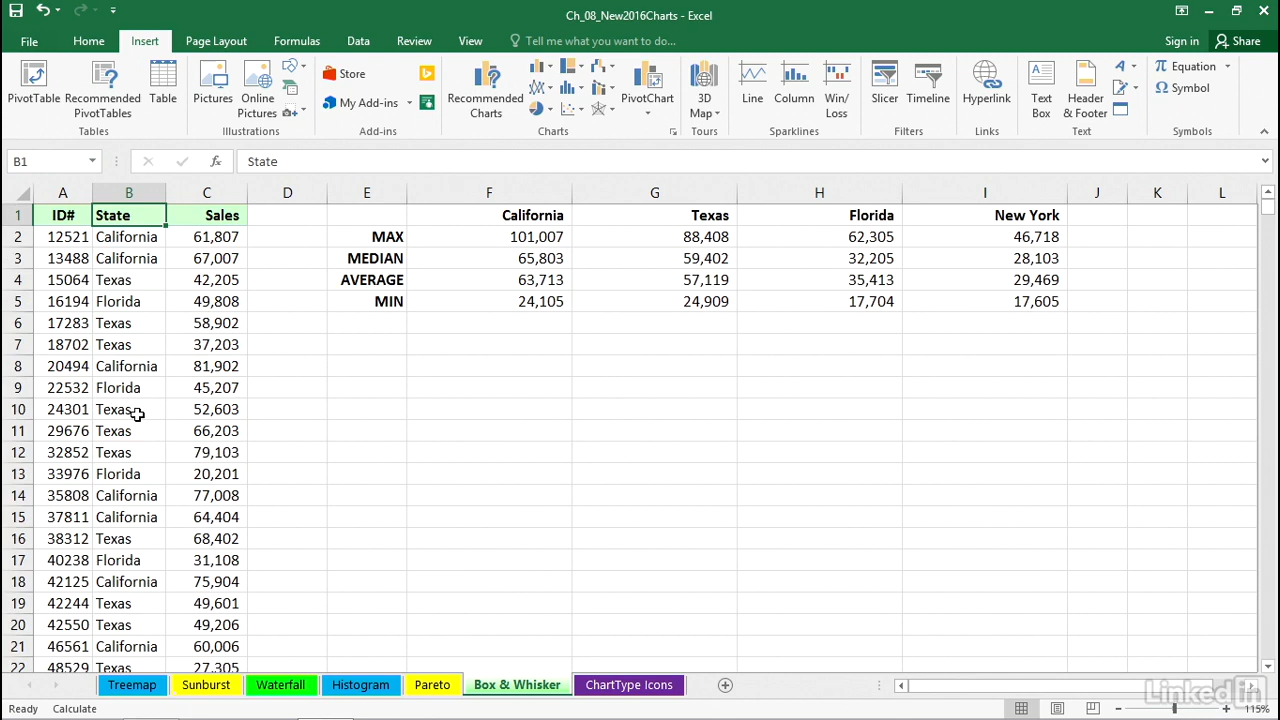 Ch_08_New2016Charts - Excel
File Home Insert Page Layout Formulas Data Review View Tell me what you want to do... Sign in Share
PivotTable Recommended PivotTables Table
Tables
Pictures Online Pictures
Illustrations
Store
My Add-ins
Add-ins
Recommended Charts
PivotChart
Charts
3D Map
Tours
Line Column Win/Loss
Sparklines
Slicer Timeline
Filters
Hyperlink
Links
Text Box Header & Footer
Text
Equation
Symbol
Symbols
B1 fx State
A B C D E F G H I J K L
1 ID# State Sales California Texas Florida New York
2 12521 California 61,807 MAX 101,007 88,408 62,305 46,718
3 13488 California 67,007 MEDIAN 65,803 59,402 32,205 28,103
4 15064 Texas 42,205 AVERAGE 63,713 57,119 35,413 29,469
5 16194 Florida 49,808 MIN 24,105 24,909 17,704 17,605
6 17283 Texas 58,902
7 18702 Texas 37,203
8 20494 California 81,902
9 22532 Florida 45,207
10 24301 Texas 52,603
11 29676 Texas 66,203
12 32852 Texas 79,103
13 33976 Florida 20,201
14 35808 California 77,008
15 37811 California 64,404
16 38312 Texas 68,402
17 40238 Florida 31,108
18 42125 California 75,904
19 42244 Texas 49,601
20 42550 Texas 49,206
21 46561 California 60,006
22 48529 Texas 27,305
Treemap Sunburst Waterfall Histogram Pareto Box & Whisker ChartType Icons
Ready Calculate 115%
LinkedIn